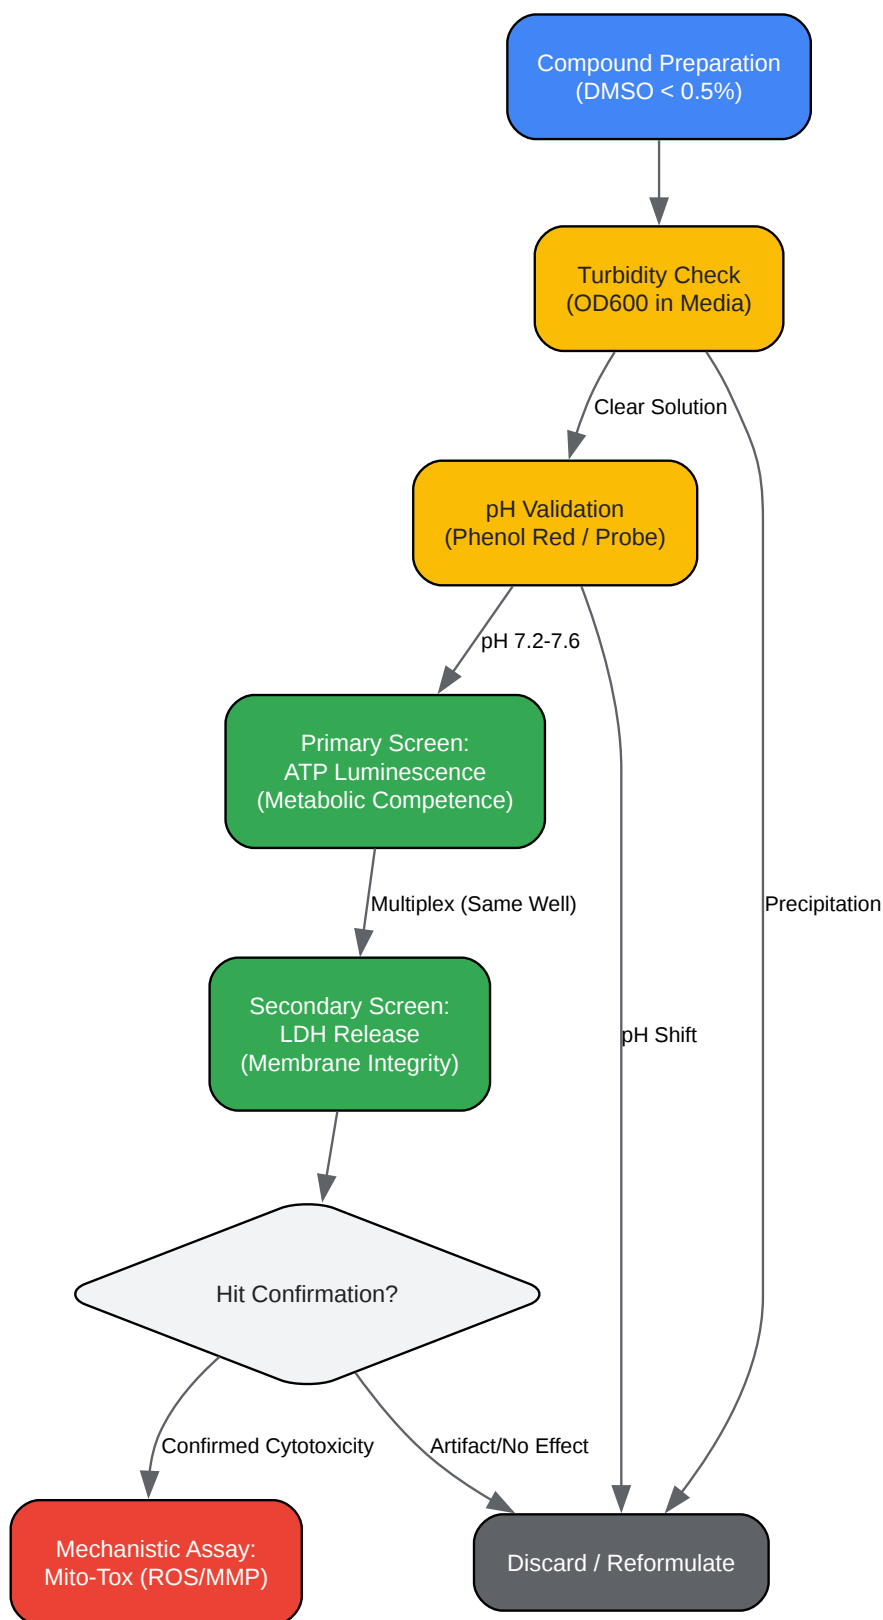 Compound Preparation
(DMSO < 0.5%)
Turbidity Check
(OD600 in Media)
Clear Solution
pH Validation
(Phenol Red / Probe)
pH 7.2-7.6
Primary Screen:
ATP Luminescence
(Metabolic Competence)
Multiplex (Same Well)
Precipitation
Secondary Screen:
LDH Release
(Membrane Integrity)
pH Shift
Hit Confirmation?
Confirmed Cytotoxicity
Artifact/No Effect
Mechanistic Assay:
Mito-Tox (ROS/MMP)
Discard / Reformulate